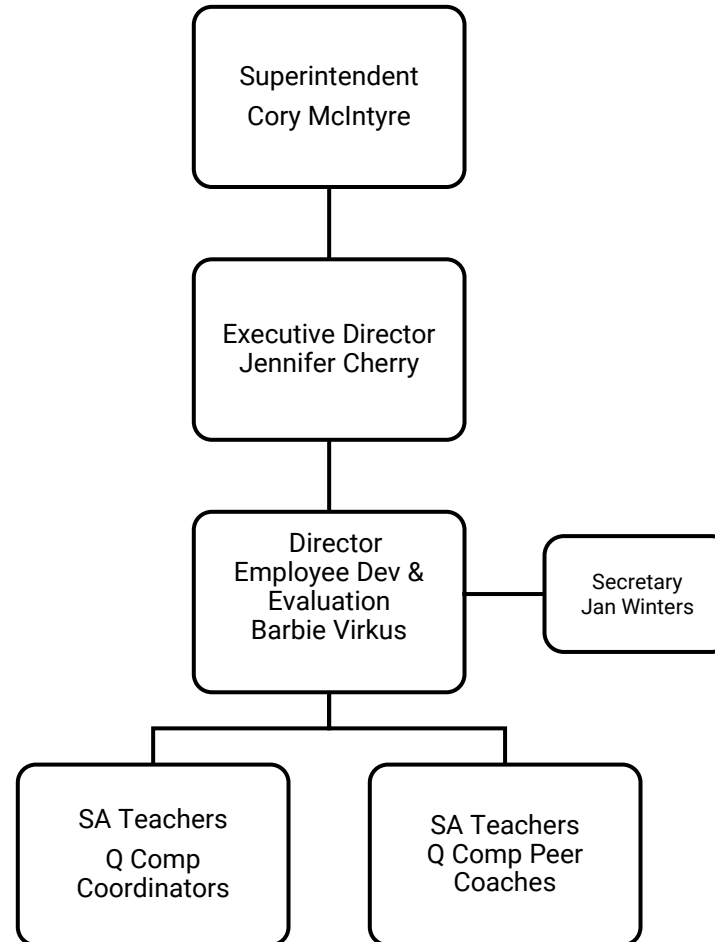 Superintendent
Cory McIntyre
Executive Director
Jennifer Cherry
Director
Employee Dev &
Evaluation
Barbie Virkus
Secretary
Jan Winters
SA Teachers
Q Comp
Coordinators
SA Teachers
Q Comp Peer
Coaches